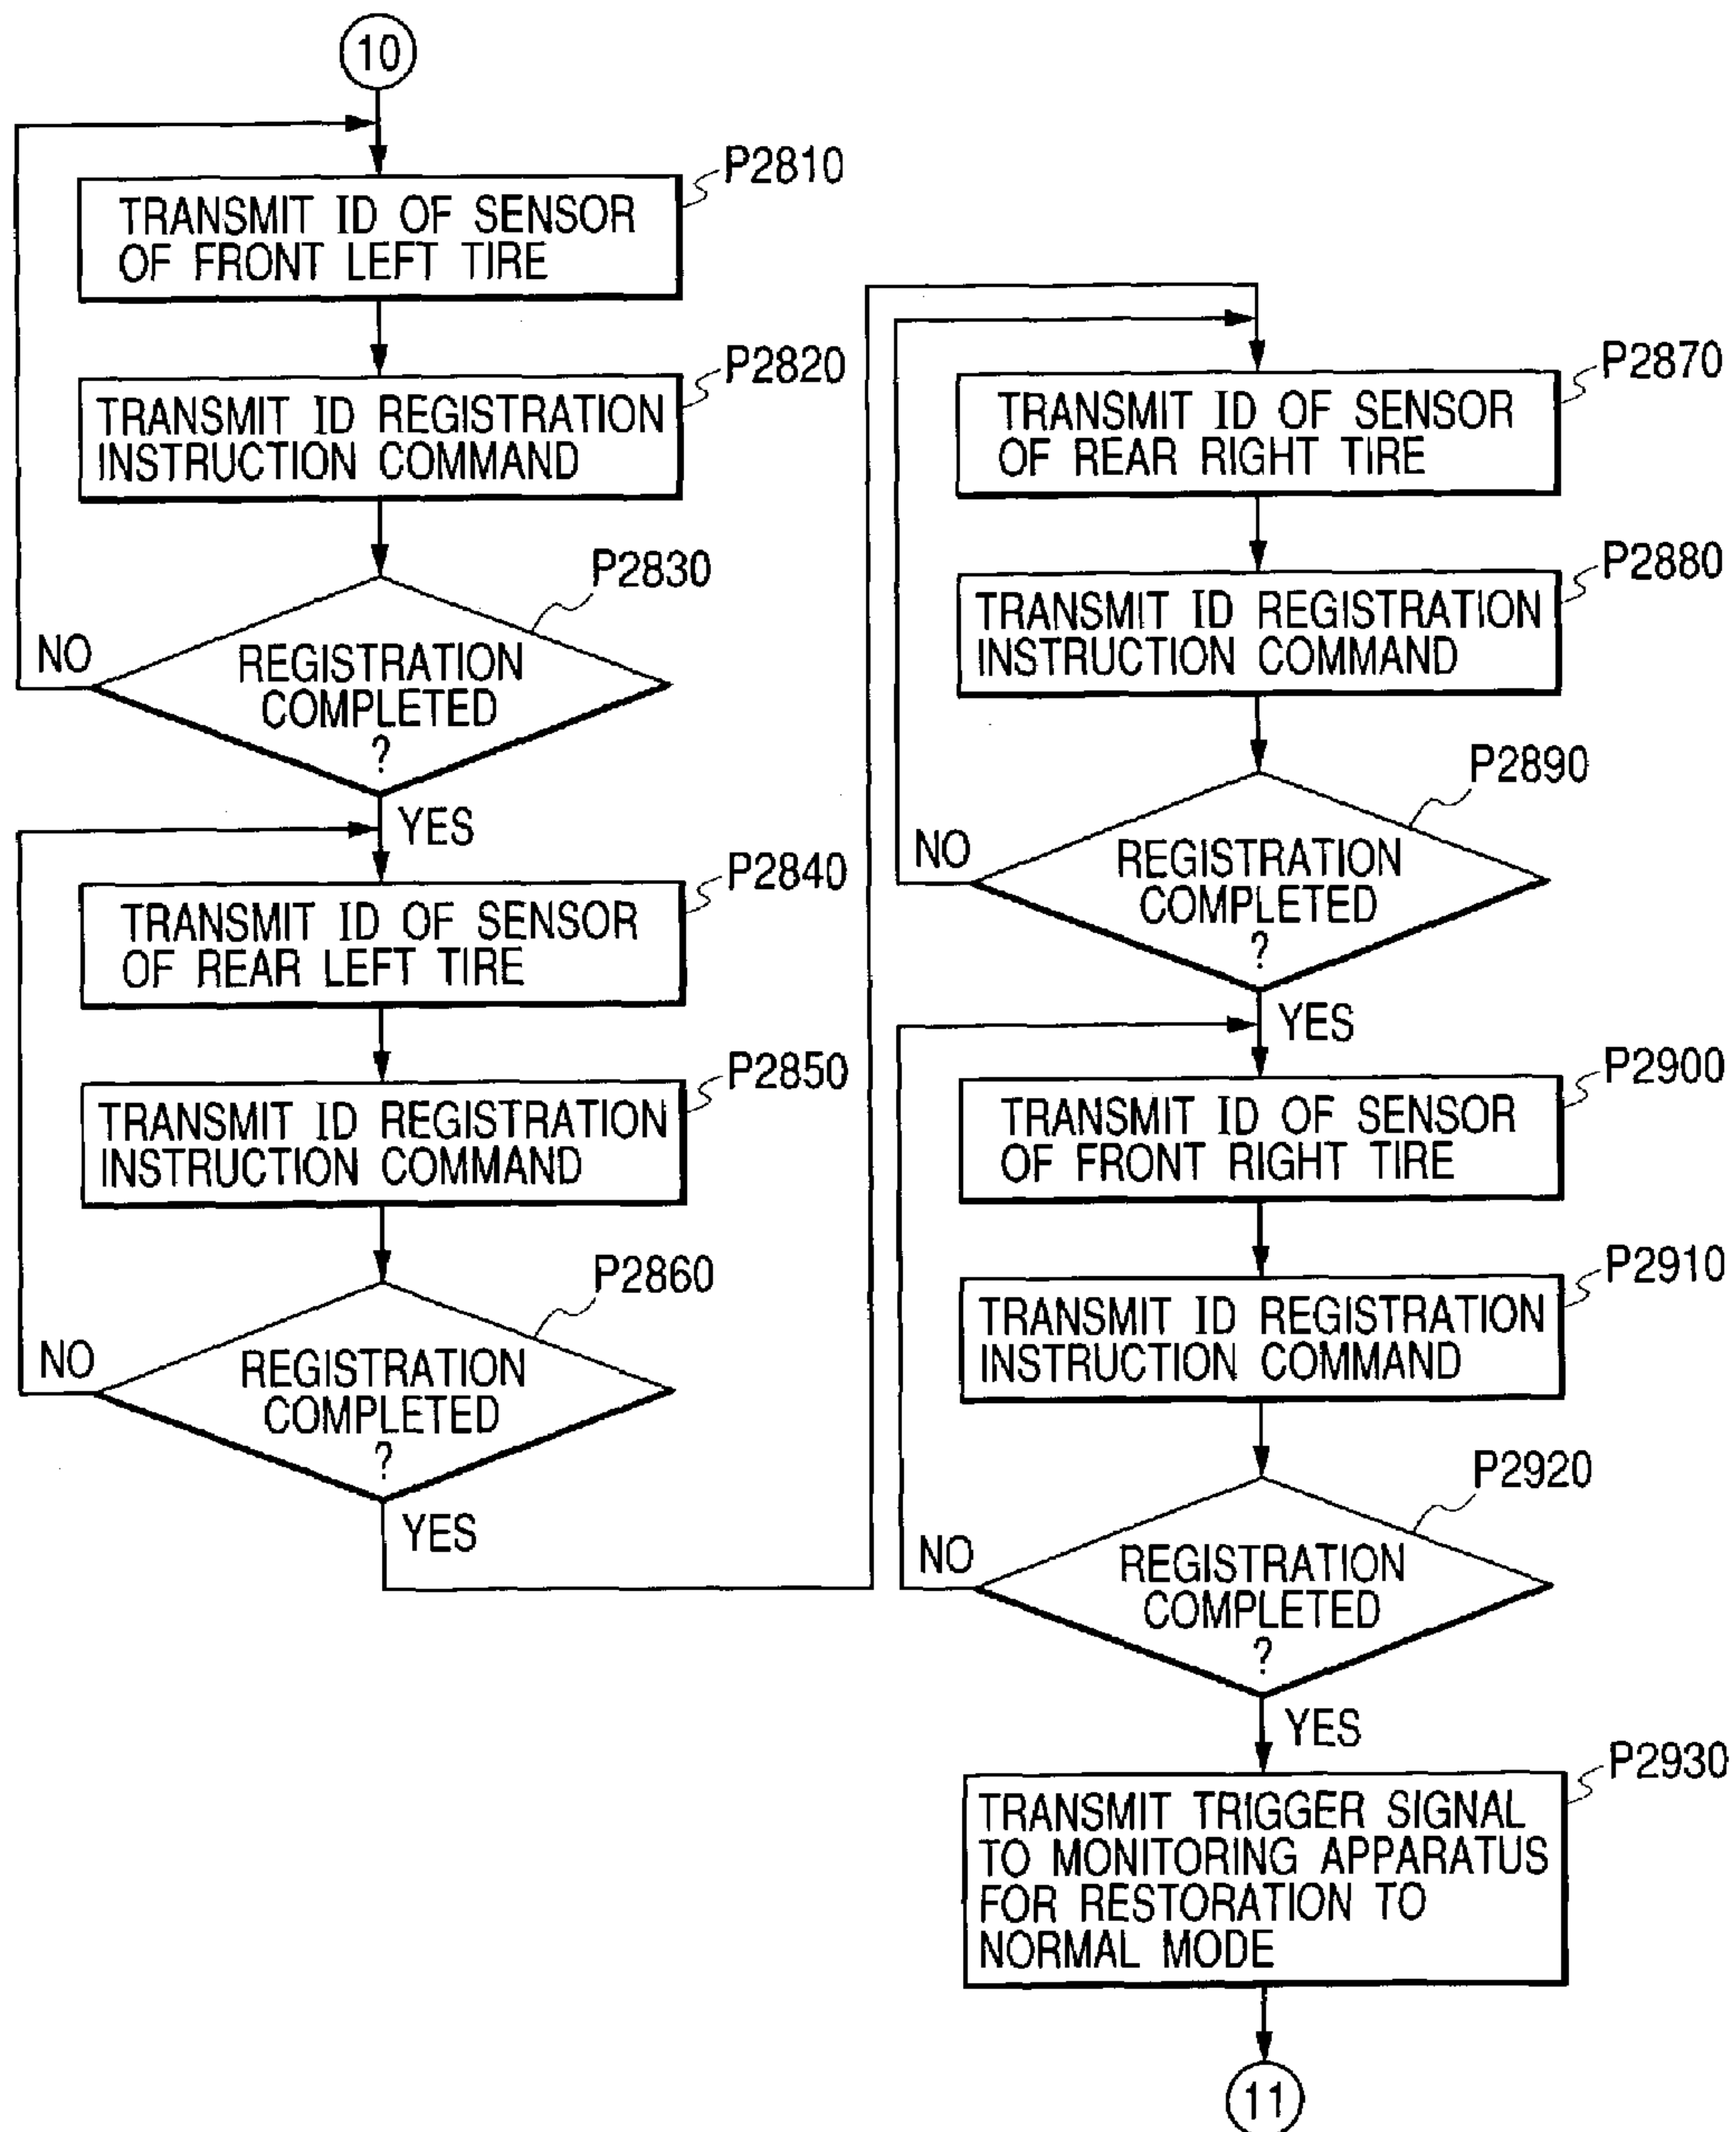 10
P2810
TRANSMIT ID OF SENSOR
OF FRONT LEFT TIRE
P2820
TRANSMIT ID REGISTRATION
INSTRUCTION COMMAND
P2830
NO
REGISTRATION
COMPLETED
?
YES
P2840
TRANSMIT ID OF SENSOR
OF REAR LEFT TIRE
P2850
TRANSMIT ID REGISTRATION
INSTRUCTION COMMAND
P2860
NO
REGISTRATION
COMPLETED
?
YES
P2870
TRANSMIT ID OF SENSOR
OF REAR RIGHT TIRE
P2880
TRANSMIT ID REGISTRATION
INSTRUCTION COMMAND
P2890
NO
REGISTRATION
COMPLETED
?
YES
P2900
TRANSMIT ID OF SENSOR
OF FRONT RIGHT TIRE
P2910
TRANSMIT ID REGISTRATION
INSTRUCTION COMMAND
P2920
NO
REGISTRATION
COMPLETED
?
YES
P2930
TRANSMIT TRIGGER SIGNAL
TO MONITORING APPARATUS
FOR RESTORATION TO
NORMAL MODE
11